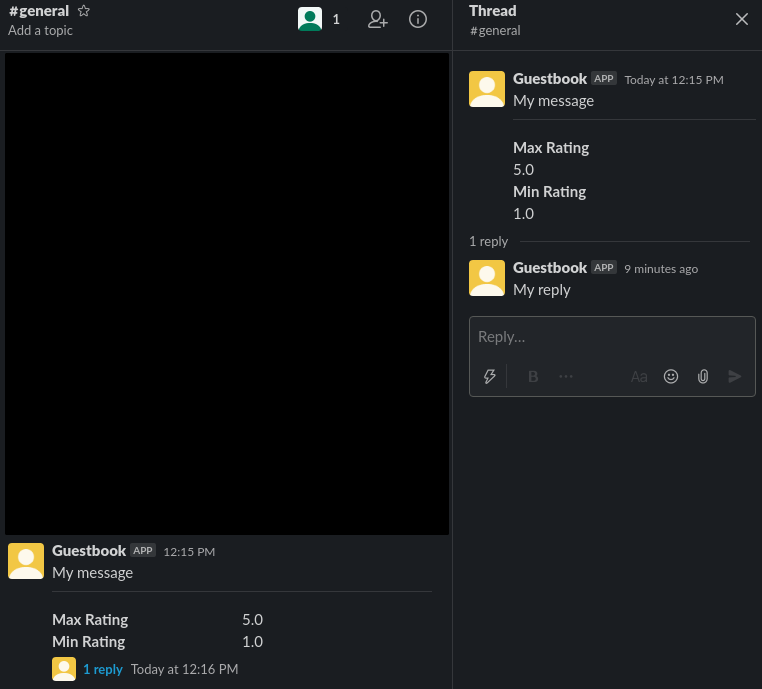 #general
Add a topic
1
Guestbook APP 12:15 PM
My message
Max Rating 5.0
Min Rating 1.0
1 reply Today at 12:16 PM
Thread
#general
Guestbook APP Today at 12:15 PM
My message
Max Rating
5.0
Min Rating
1.0
1 reply
Guestbook APP 9 minutes ago
My reply
Reply...
B ... Aa